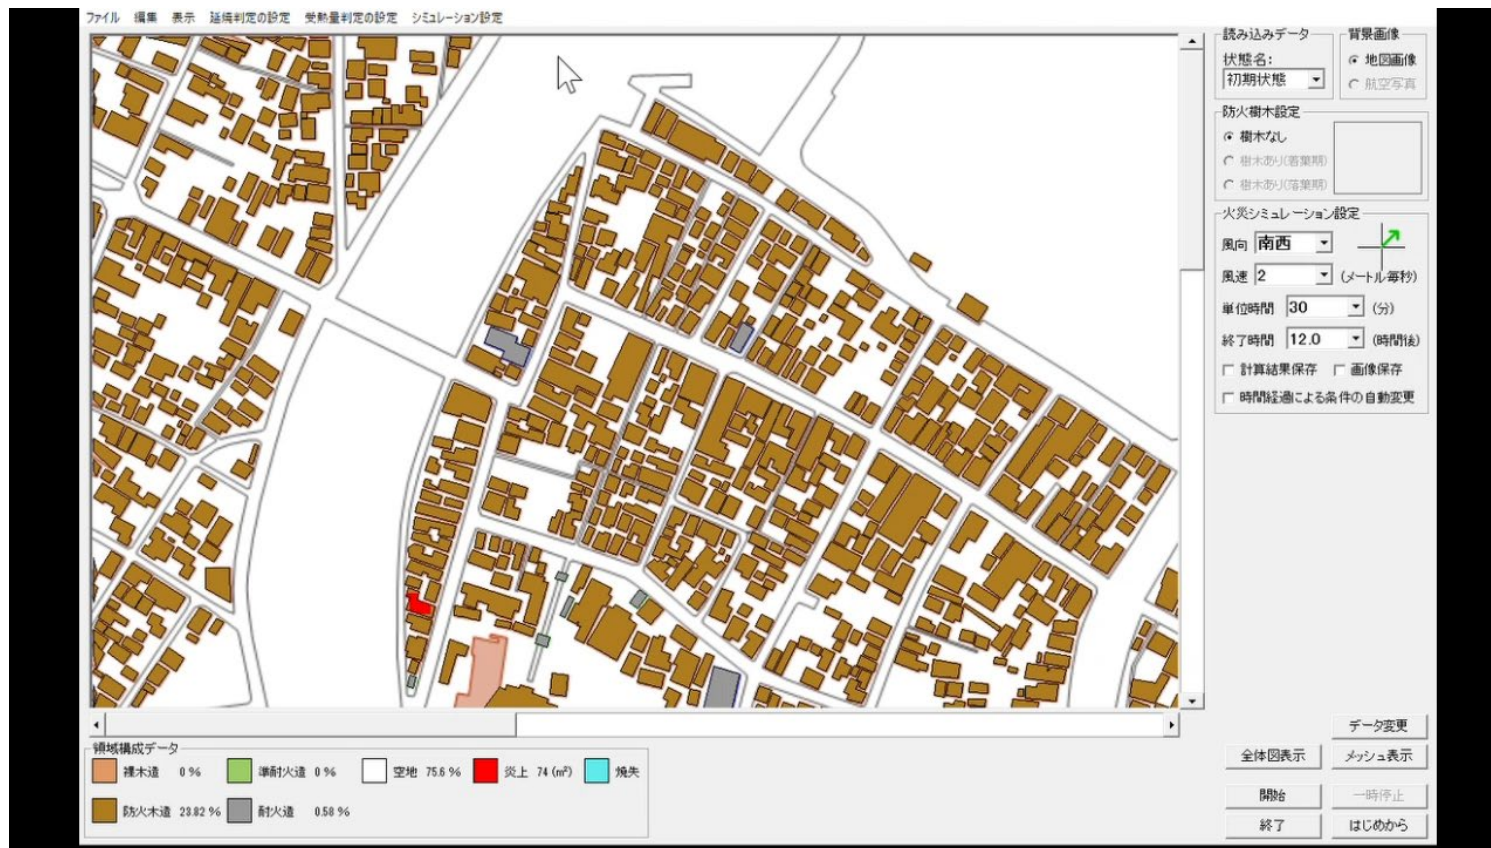 ファイル 編集 表示 延焼判定の設定 受熱量判定の設定 シミュレーション設定
読み込みデータ
状態名:
初期状態
背景画像
地図画像
航空写真
防火樹木設定
樹木なし
樹木あり(着葉期)
樹木あり(落葉期)
火災シミュレーション設定
風向 南西
風速 2 (メートル毎秒)
単位時間 30 (分)
終了時間 12.0 (時間後)
計算結果保存 画像保存
時間経過による条件の自動変更
データ変更
全体図表示 メッシュ表示
開始 一時停止
終了 はじめから
領域構成データ
裸木造 0 % 準耐火造 0 % 空地 75.6 % 炎上 74 (㎡) 焼失
防火木造 23.82 % 耐火造 0.58 %